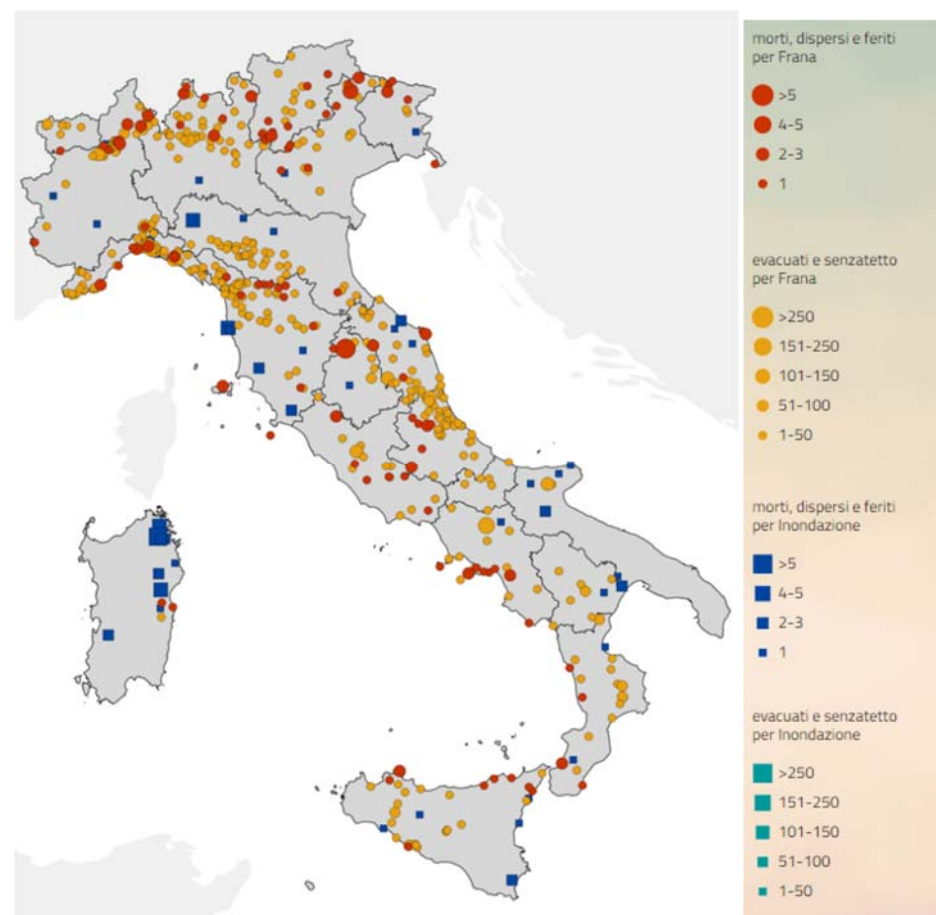 morti, dispersi e feriti
per Frana
>5
4-5
2-3
1
evacuati e senzatetto
per Frana
>250
151-250
101-150
51-100
1-50
morti, dispersi e feriti
per Inondazione
>5
4-5
2-3
1
evacuati e senzatetto
per Inondazione
>250
151-250
101-150
51-100
1-50